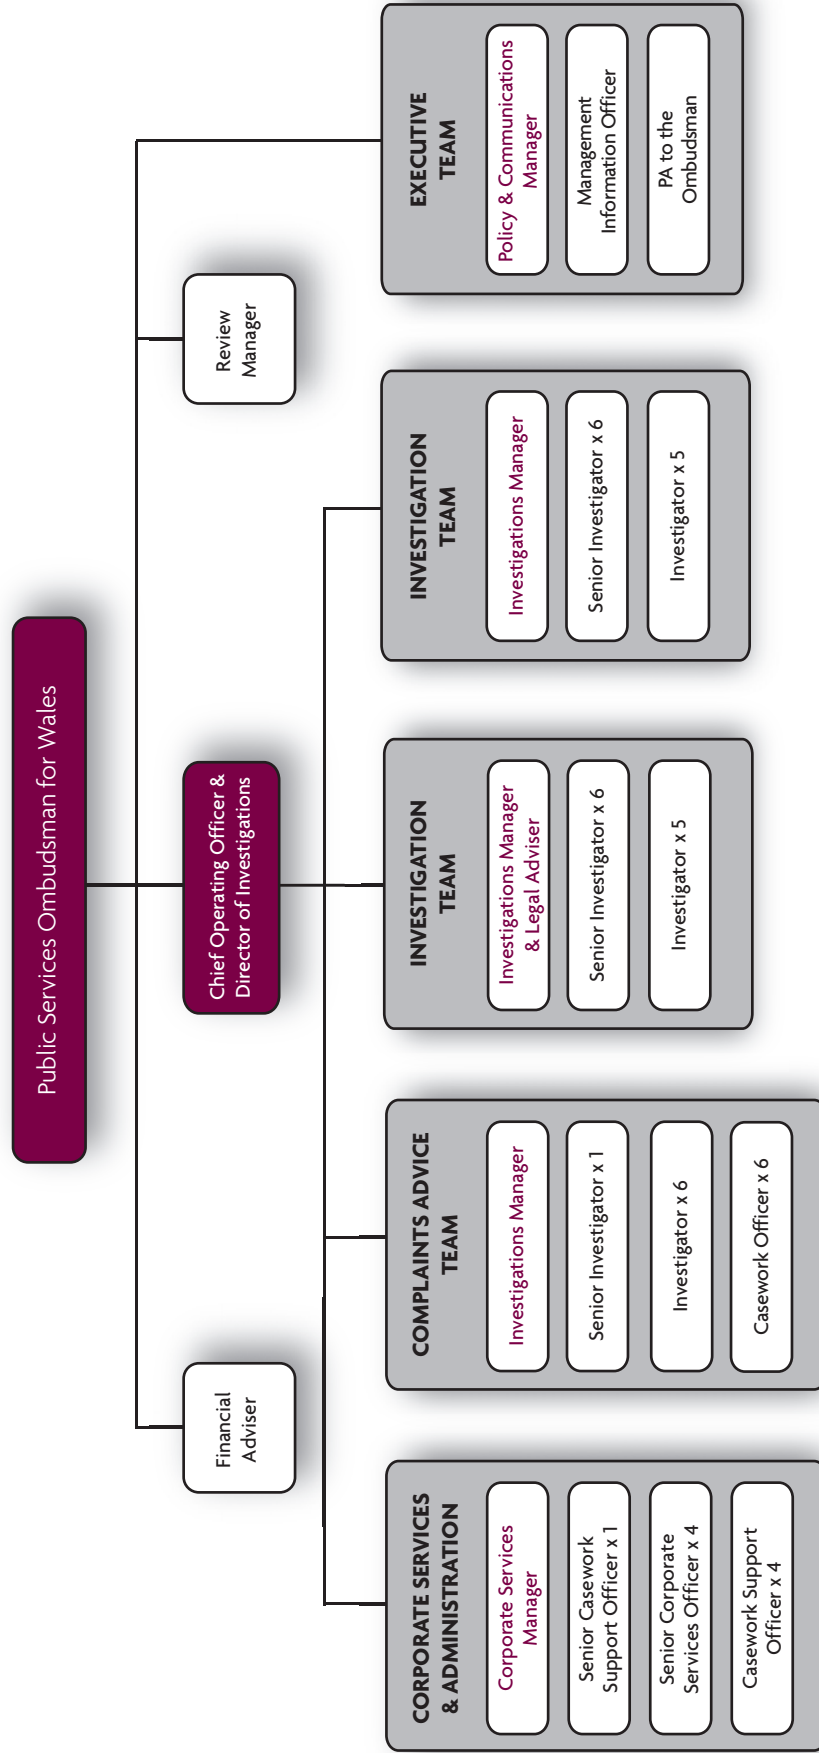 Public Services Ombudsman for Wales
Financial
Adviser
Chief Operating Officer &
Director of Investigations
Review
Manager
CORPORATE SERVICES
& ADMINISTRATION
Corporate Services
Manager
Senior Casework
Support Officer x 1
Senior Corporate
Services Officer x 4
Casework Support
Officer x 4
COMPLAINTS ADVICE
TEAM
Investigations Manager
Senior Investigator x 1
Investigator x 6
Casework Officer x 6
INVESTIGATION
TEAM
Investigations Manager
& Legal Adviser
Senior Investigator x 6
Investigator x 5
INVESTIGATION
TEAM
Investigations Manager
Senior Investigator x 6
Investigator x 5
EXECUTIVE
TEAM
Policy & Communications
Manager
Management
Information Officer
PA to the
Ombudsman